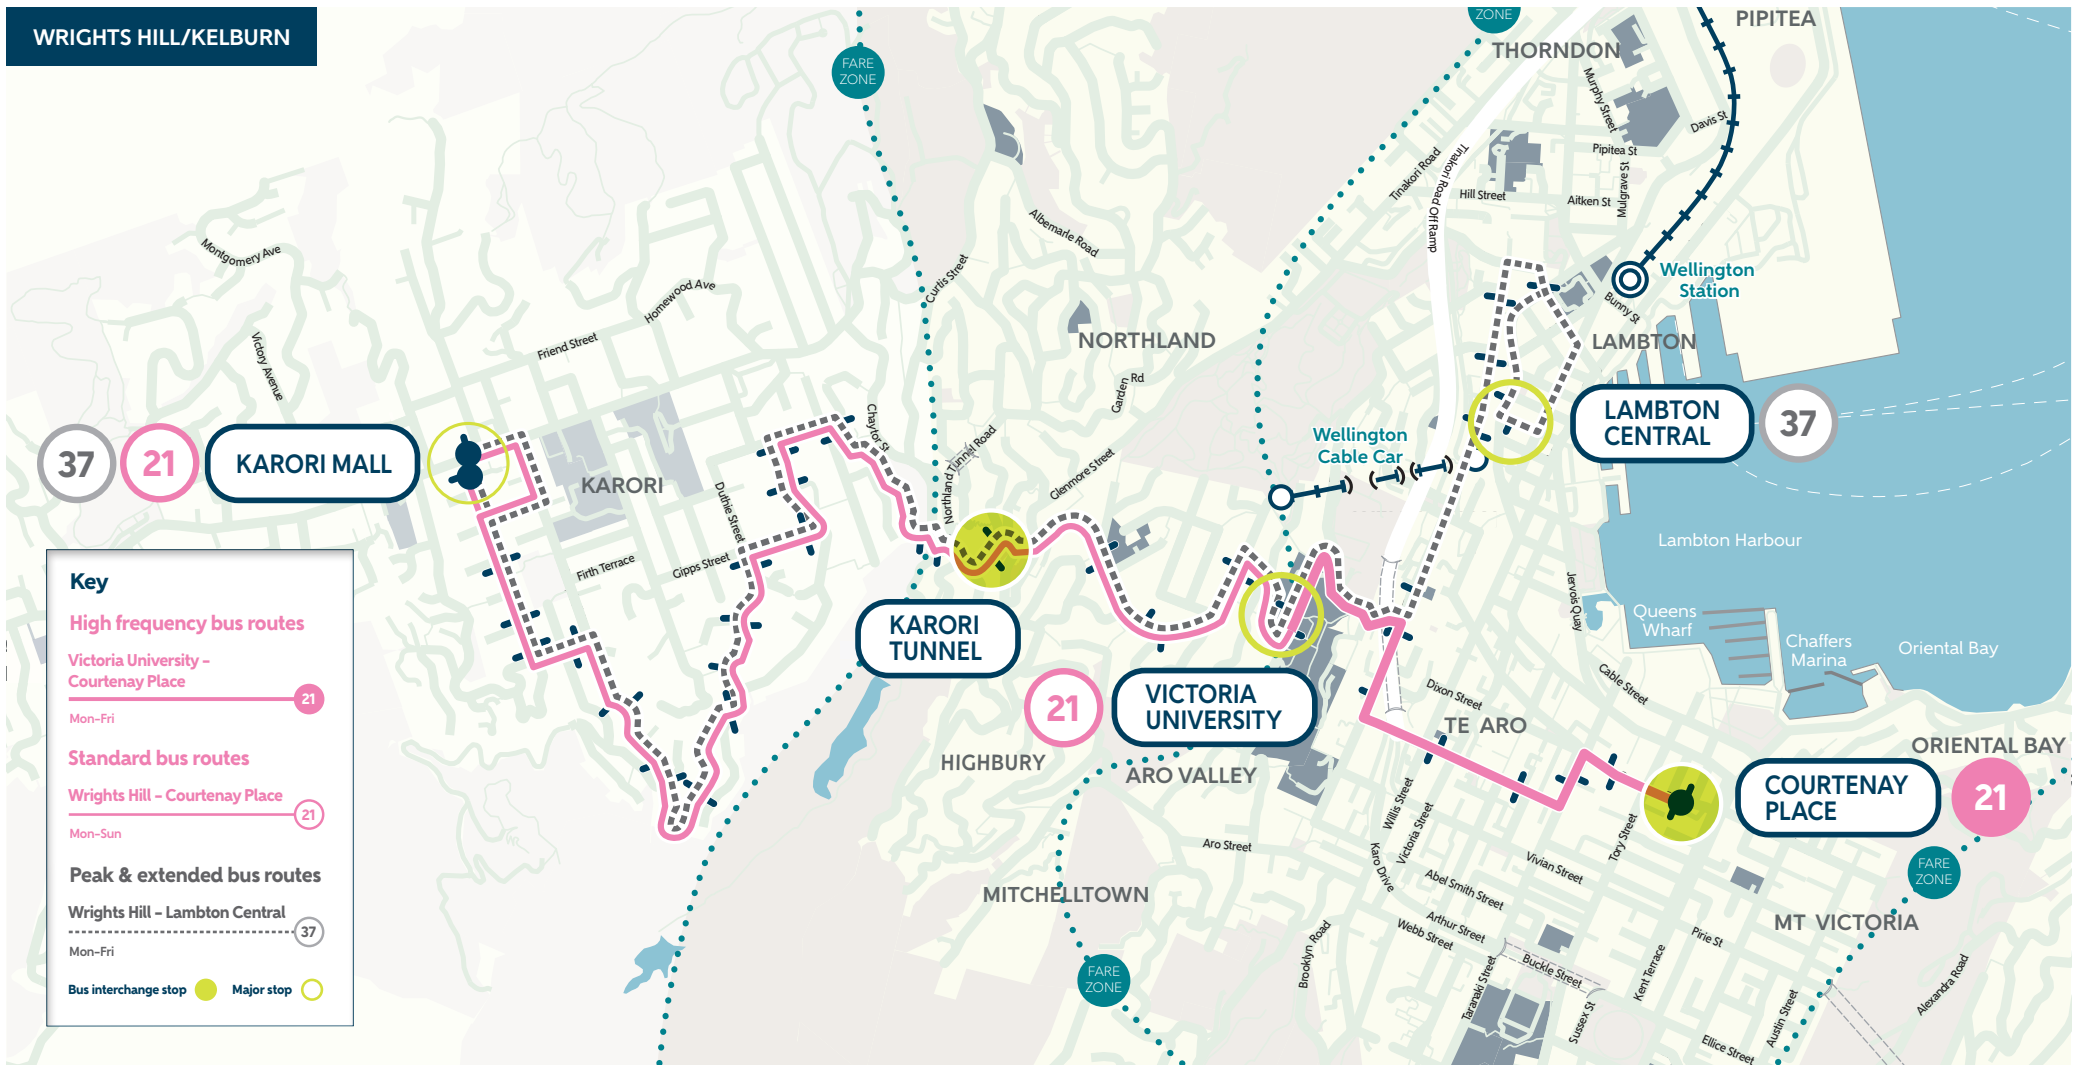 WRIGHTS HILL/KELBURN
FARE
ZONE
ZONE
PIPITEA
THORNDON
Murphy Street
Davis St
Pipitea St
Mulgrave St
Tinakori Road
Tinakori Road Off Ramp
Hill Street
Aitken St
Montgomery Ave
Albemarle Road
Curtis Street
Homewood Ave
Wellington
Station
Bunny St
Victory Avenue
Friend Street
NORTHLAND
LAMBTON
Garden Rd
Chaytor St
37
21
KARORI MALL
Wellington
Cable Car
LAMBTON
CENTRAL
37
KARORI
Northland Tunnel Road
Glenmore Street
Duthie Street
Firth Terrace
Gipps Street
Lambton Harbour
Jervois Quay
Queens
Wharf
Chaffers
Marina
Oriental Bay
KARORI
TUNNEL
21
VICTORIA
UNIVERSITY
Dixon Street
Cable Street
TE ARO
HIGHBURY
ARO VALLEY
ORIENTAL BAY
COURTENAY
PLACE
21
Willis Street
Victoria Street
Tory Street
Aro Street
Karo Drive
Vivian Street
Abel Smith Street
FARE
ZONE
MITCHELLTOWN
Arthur Street
Webb Street
MT VICTORIA
Pirie St
Brooklyn Road
Buckle Street
Kent Terrace
Taranaki Street
Sussex St
Austin Street
Alexandra Road
Ellice Street
FARE
ZONE
Key
High frequency bus routes
Victoria University –
Courtenay Place
21
Mon-Fri
Standard bus routes
Wrights Hill – Courtenay Place
21
Mon-Sun
Peak & extended bus routes
Wrights Hill – Lambton Central
37
Mon-Fri
Bus interchange stop
Major stop